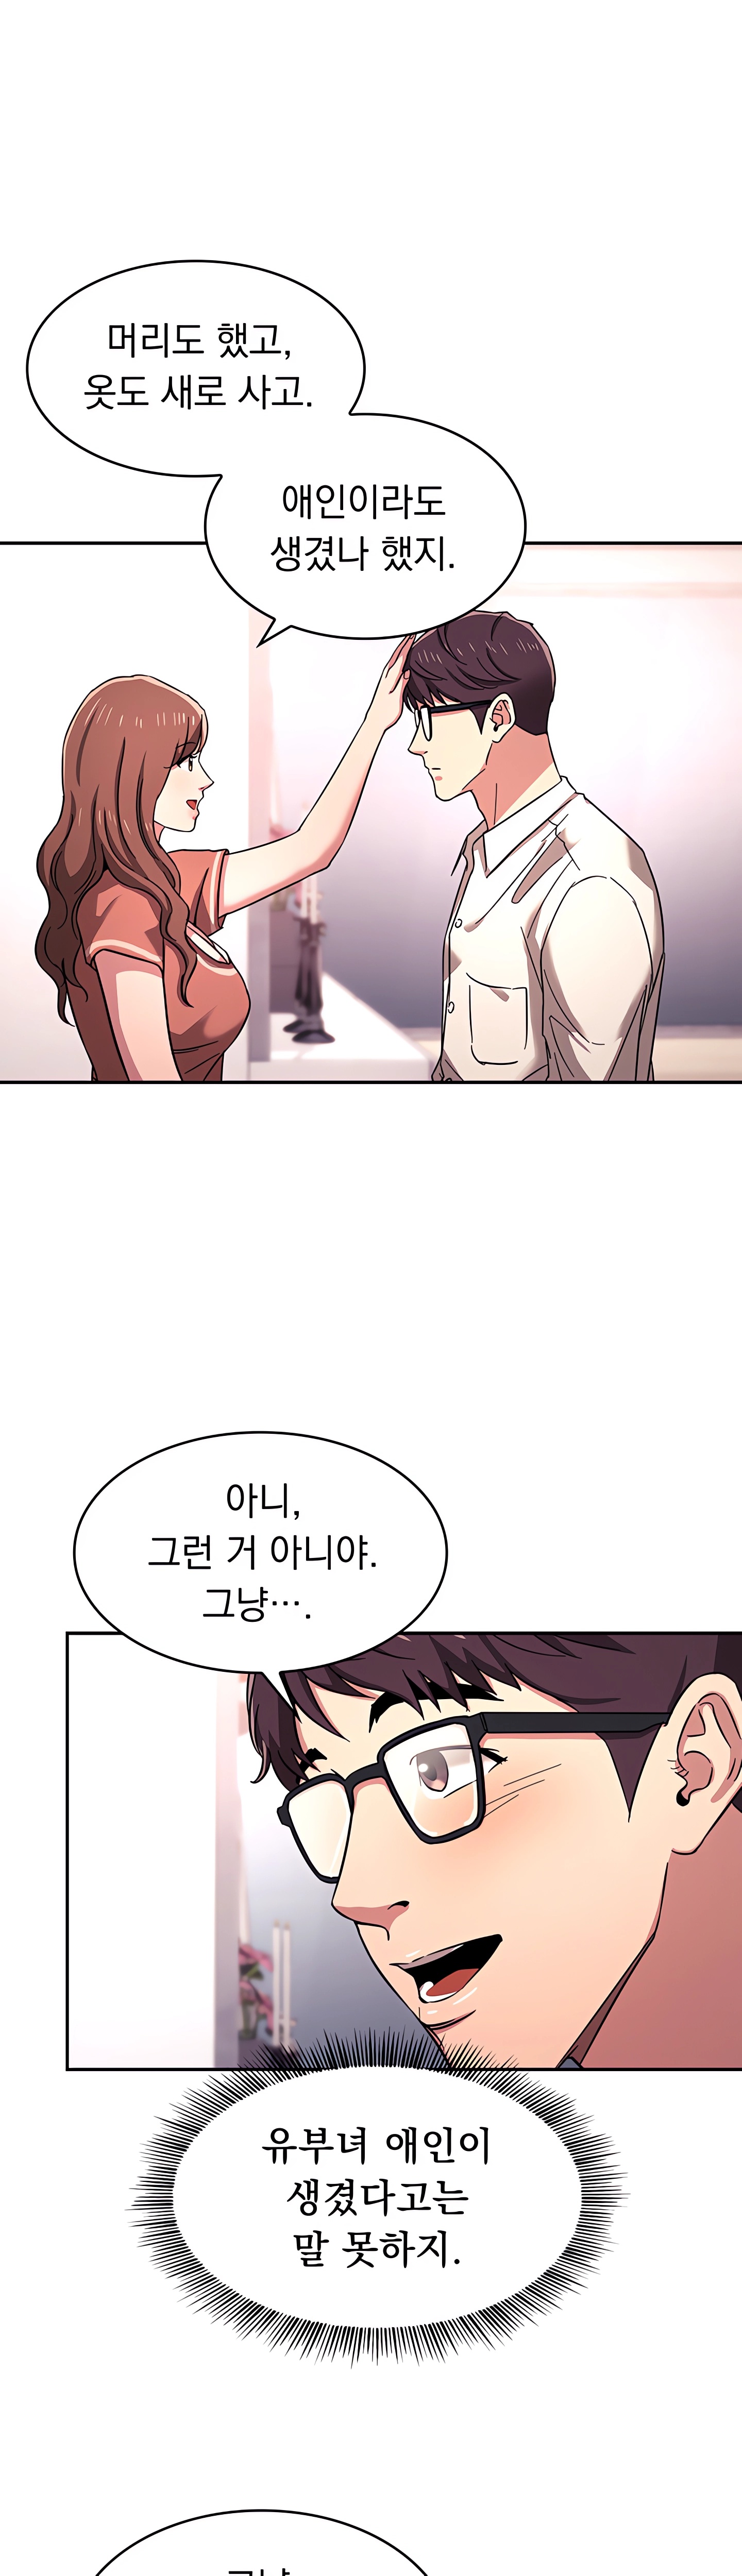 머리도 했고,
옷도 새로 사고.
애인이라도
생겼나 했지.
아니,
그런 거 아니야.
그냥….
유부녀 애인이
생겼다고는
말 못하지.